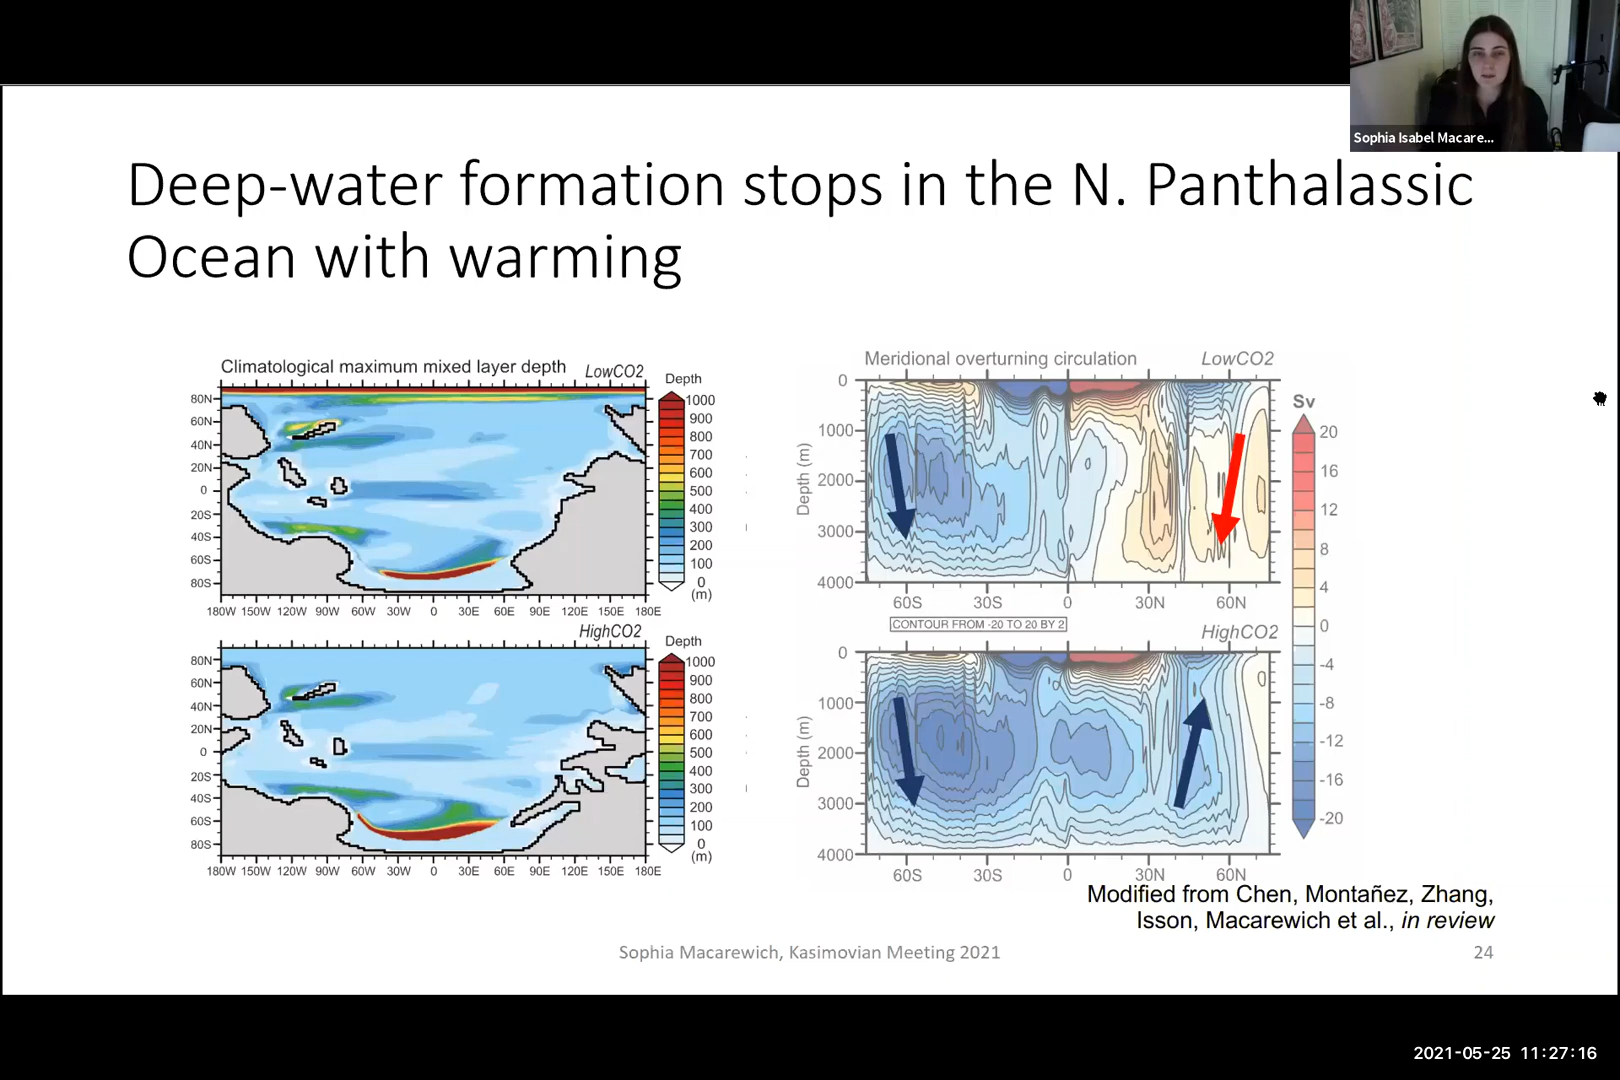 Sophia Isabel Macare...
Deep-water formation stops in the N. Panthalassic
Ocean with warming
Climatological maximum mixed layer depth
LowCO2
Depth
1000
900
800
700
600
500
400
300
200
100
0
(m)
80N
60N
40N
20N
0
20S
40S
60S
80S
180W 150W 120W 90W 60W 30W 0 30E 60E 90E 120E 150E 180E
HighCO2
Depth
1000
900
800
700
600
500
400
300
200
100
0
(m)
80N
60N
40N
20N
0
20S
40S
60S
80S
180W 150W 120W 90W 60W 30W 0 30E 60E 90E 120E 150E 180E
Meridional overturning circulation
LowCO2
Depth (m)
0
1000
2000
3000
4000
60S 30S 0 30N 60N
CONTOUR FROM -20 TO 20 BY 2
HighCO2
Depth (m)
0
1000
2000
3000
4000
60S 30S 0 30N 60N
Sv
20
16
12
8
4
0
-4
-8
-12
-16
-20
Modified from Chen, Montañez, Zhang,
Isson, Macarewich et al., in review
Sophia Macarewich, Kasimovian Meeting 2021
24
2021-05-25 11:27:16